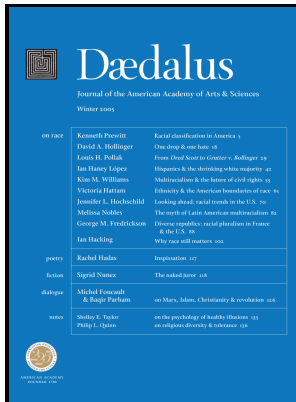 Dædalus
Journal of the American Academy of Arts & Sciences
Winter 2005
on race
Kenneth Prewitt Racial classification in America 5
David A. Hollinger One drop & one hate 18
Louis H. Pollak From Dred Scott to Grutter v. Bollinger 29
Ian Haney López Hispanics & the shrinking white majority 42
Kim M. Williams Multiracialism & the future of civil rights 53
Victoria Hattam Ethnicity & the American boundaries of race 61
Jennifer L. Hochschild Looking ahead: racial trends in the U.S. 70
Melissa Nobles The myth of Latin American multiracialism 82
George M. Fredrickson Diverse republics: racial pluralism in France
& the U.S. 88
Ian Hacking Why race still matters 102
poetry Rachel Hadas Inspiration 117
fiction Sigrid Nunez The naked juror 118
dialogue Michel Foucault
& Baqir Parham on Marx, Islam, Christianity & revolution 126
notes Shelley E. Taylor on the psychology of healthy illusions 133
Philip L. Quinn on religious diversity & tolerance 136
AMERICAN ACADEMY
FOUNDED 1780